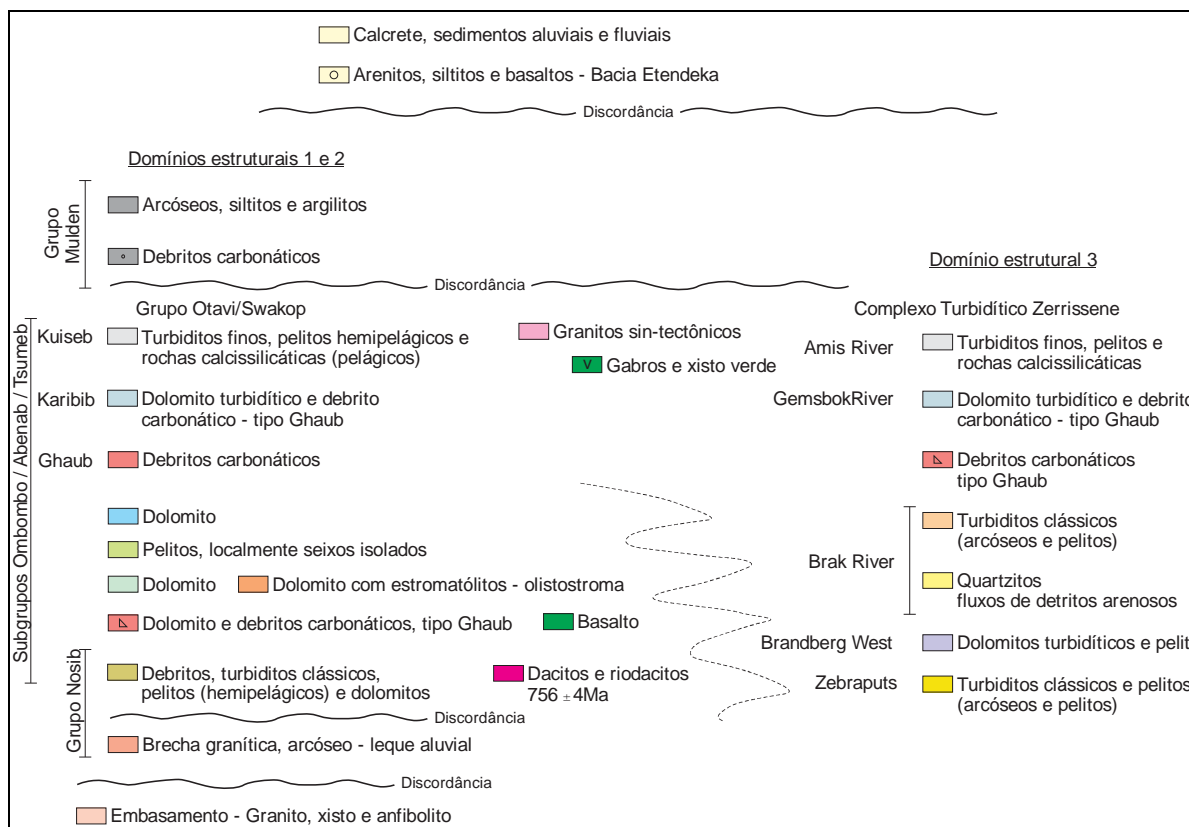 Calcrete, sedimentos aluviais e fluviais
Arenitos, siltitos e basaltos - Bacia Etendeka
Discordância
Domínios estruturais 1 e 2
Grupo Mulden
Arcóseos, siltitos e argilitos
Debritos carbonáticos
Discordância
Domínio estrutural 3
Grupo Otavi/Swakop
Complexo Turbidítico Zerrissene
Subgrupos Ombombo / Abenab / Tsumeb
Kuiseb
Turbiditos finos, pelitos hemipelágicos e
rochas calcissilicáticas (pelágicos)
Granitos sin-tectônicos
V
Gabros e xisto verde
Amis River
Turbiditos finos, pelitos e
rochas calcissilicáticas
Karibib
Dolomito turbidítico e debrito
carbonático - tipo Ghaub
GemsbokRiver
Dolomito turbidítico e debrito
carbonático - tipo Ghaub
Ghaub
Debritos carbonáticos
Debritos carbonáticos
tipo Ghaub
Dolomito
Pelitos, localmente seixos isolados
Dolomito
Dolomito com estromatólitos - olistostroma
Brak River
Turbiditos clássicos
(arcóseos e pelitos)
Quartzitos
fluxos de detritos arenosos
Dolomito e debritos carbonáticos, tipo Ghaub
Basalto
Brandberg West
Dolomitos turbidíticos e pelit
Grupo Nosib
Debritos, turbiditos clássicos,
pelitos (hemipelágicos) e dolomitos
Dacitos e riodacitos
756 ± 4Ma
Zebraputs
Turbiditos clássicos e pelitos
(arcóseos e pelitos)
Discordância
Brecha granítica, arcóseo - leque aluvial
Discordância
Embasamento - Granito, xisto e anfibolito